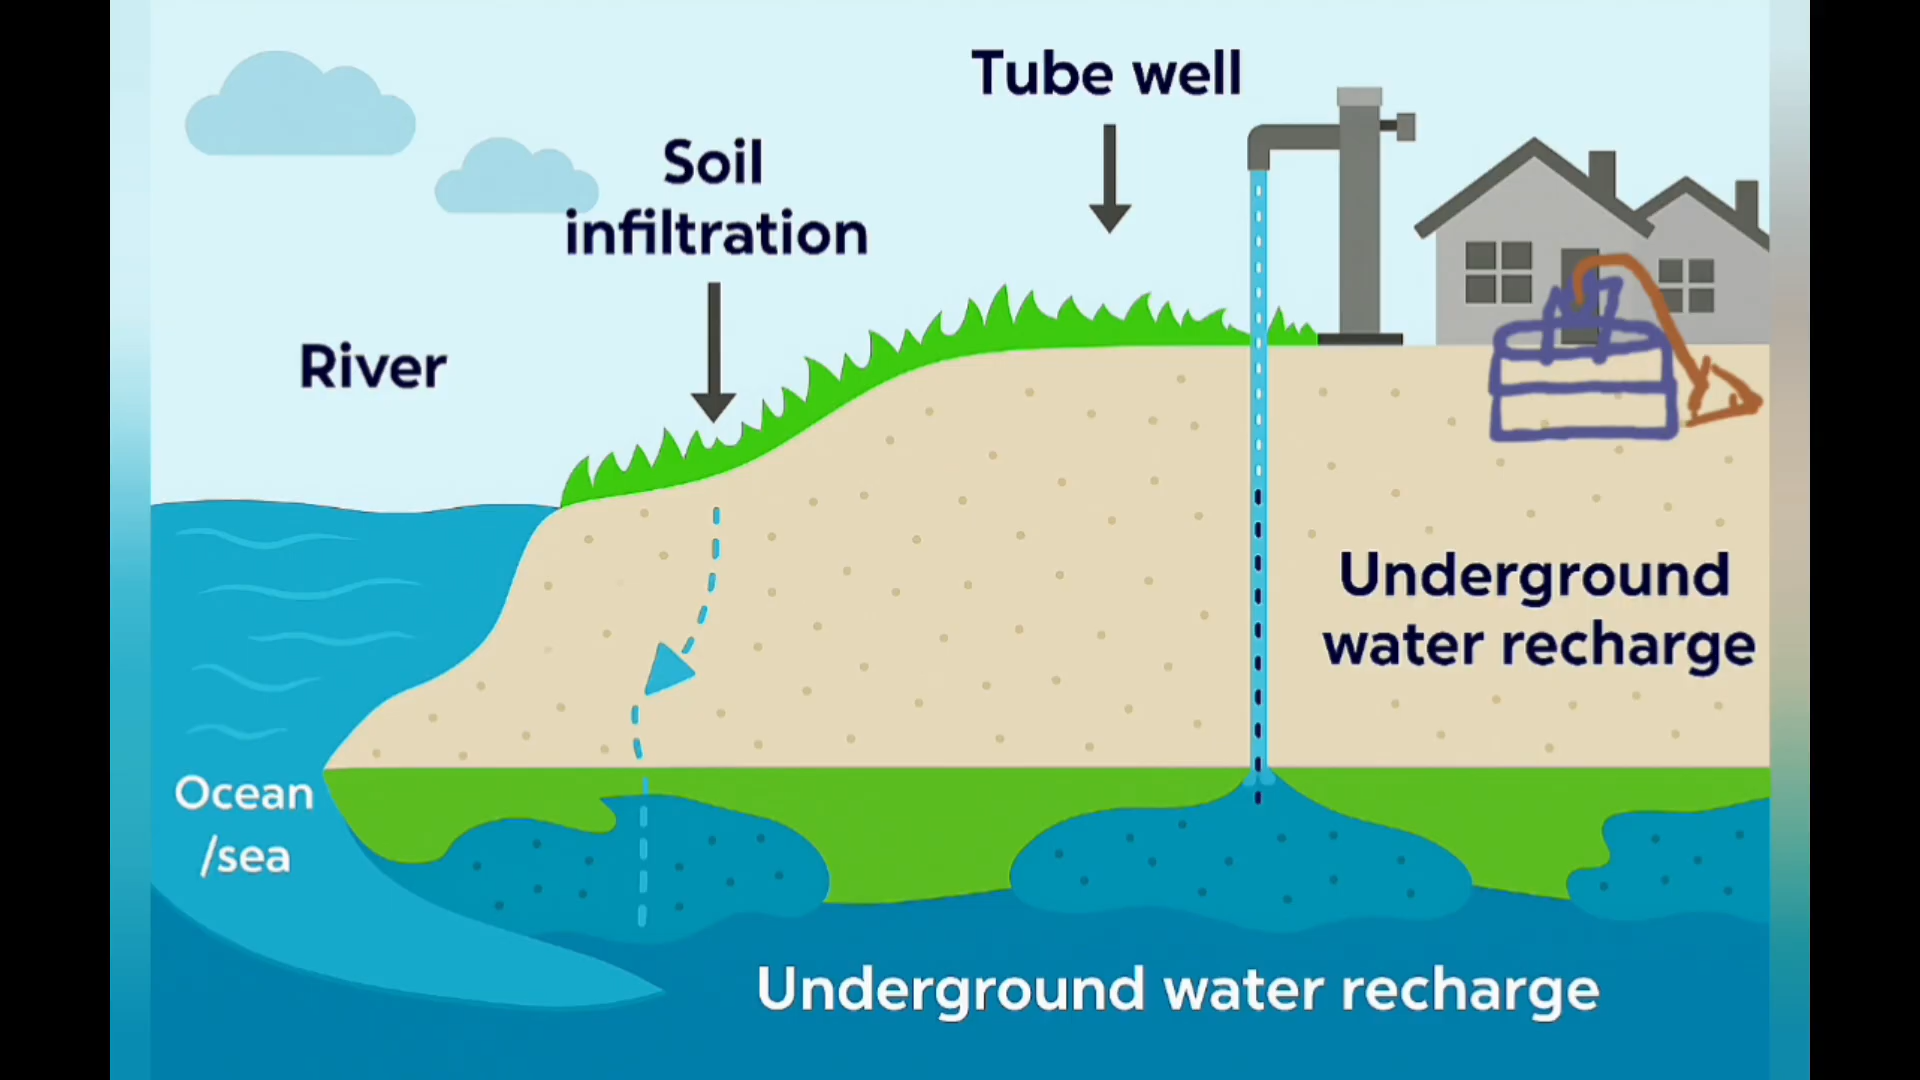 Tube well
Soil
infiltration
River
Underground
water recharge
Ocean
/sea
Underground water recharge